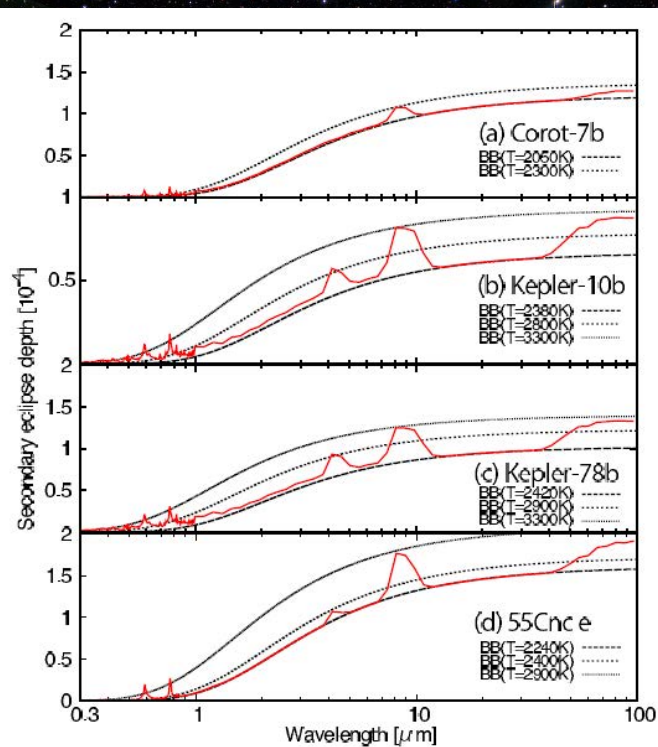 2
1.5
1
0.5
(a) Corot-7b
BB(T=2050K)
BB(T=2300K)
1
0.5
(b) Kepler-10b
BB(T=2380K)
BB(T=2800K)
BB(T=3300K)
2
1.5
1
0.5
(c) Kepler-78b
BB(T=2420K)
BB(T=2900K)
BB(T=3300K)
2
1.5
1
0.5
0
(d) 55Cnc e
BB(T=2240K)
BB(T=2400K)
BB(T=2900K)
0.3 1 10 100
Wavelength [μm]
Secondary eclipse depth [10⁻⁴]